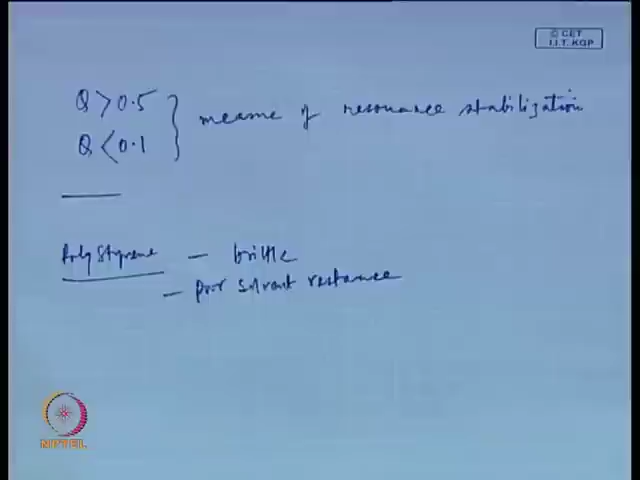 © CET
I.I.T. KGP
Q > 0.5
Q < 0.1
measure of resonance stabilization
Polystyrene — brittle
— poor solvent resistance
NPTEL